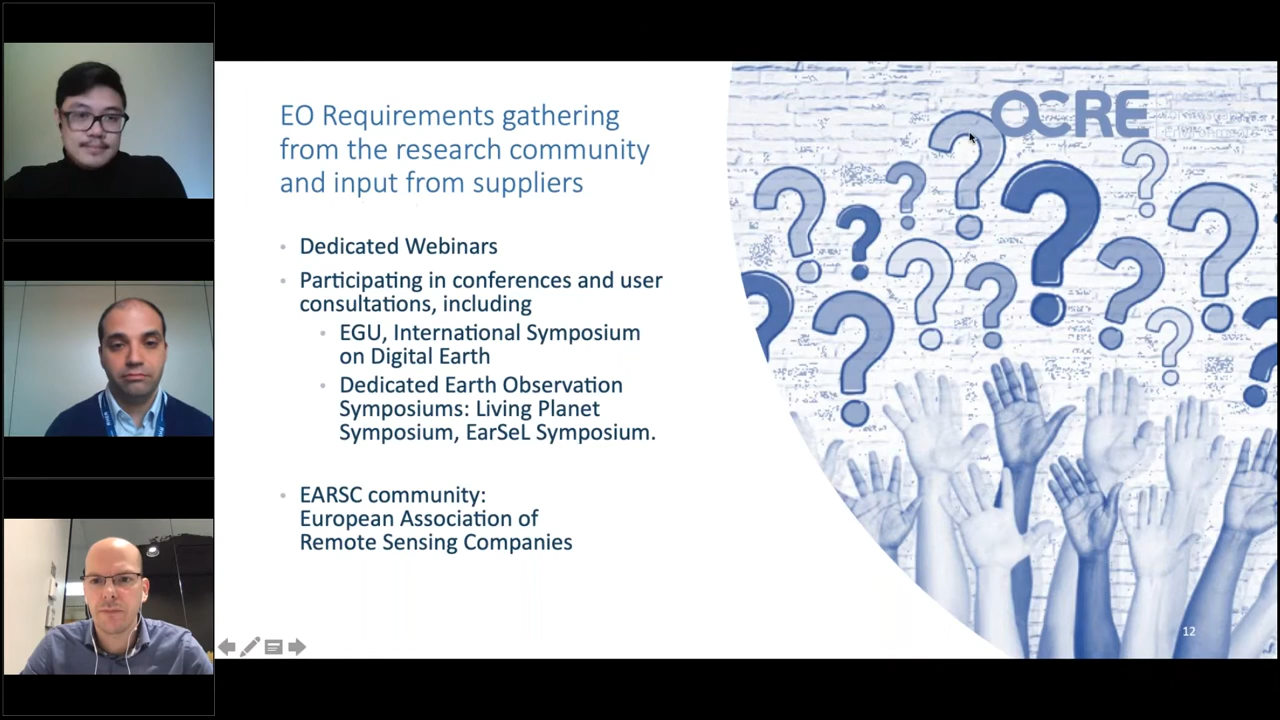 EO Requirements gathering
from the research community
and input from suppliers
OCRE
Dedicated Webinars
Participating in conferences and user
consultations, including
EGU, International Symposium
on Digital Earth
Dedicated Earth Observation
Symposiums: Living Planet
Symposium, EarSeL Symposium.
EARSC community:
European Association of
Remote Sensing Companies
12